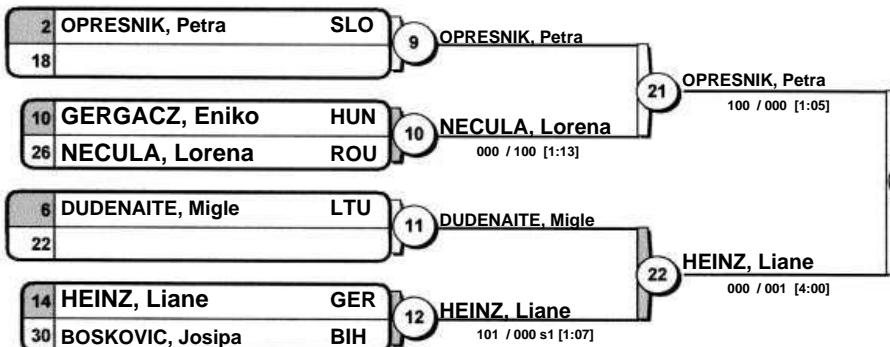 2 OPRESNIK, Petra SLO
18
9 OPRESNIK, Petra
10 GERGACZ, Eniko HUN
26 NECULA, Lorena ROU
10 NECULA, Lorena
000 / 100 [1:13]
21 OPRESNIK, Petra
100 / 000 [1:05]
6 DUDENAITE, Migle LTU
22
11 DUDENAITE, Migle
14 HEINZ, Liane GER
30 BOSKOVIC, Josipa BIH
12 HEINZ, Liane
101 / 000 s1 [1:07]
22 HEINZ, Liane
000 / 001 [4:00]